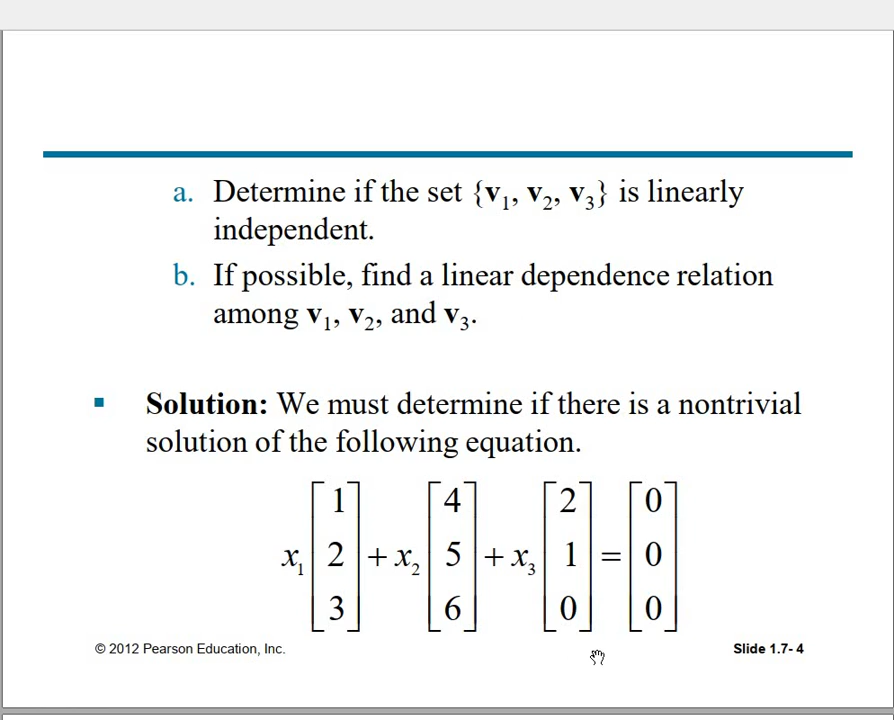 a. Determine if the set {v₁, v₂, v₃} is linearly
independent.
b. If possible, find a linear dependence relation
among v₁, v₂, and v₃.
▪ Solution: We must determine if there is a nontrivial
solution of the following equation.
x₁ [1 2 3] + x₂ [4 5 6] + x₃ [2 1 0] = [0 0 0]
© 2012 Pearson Education, Inc.
Slide 1.7- 4